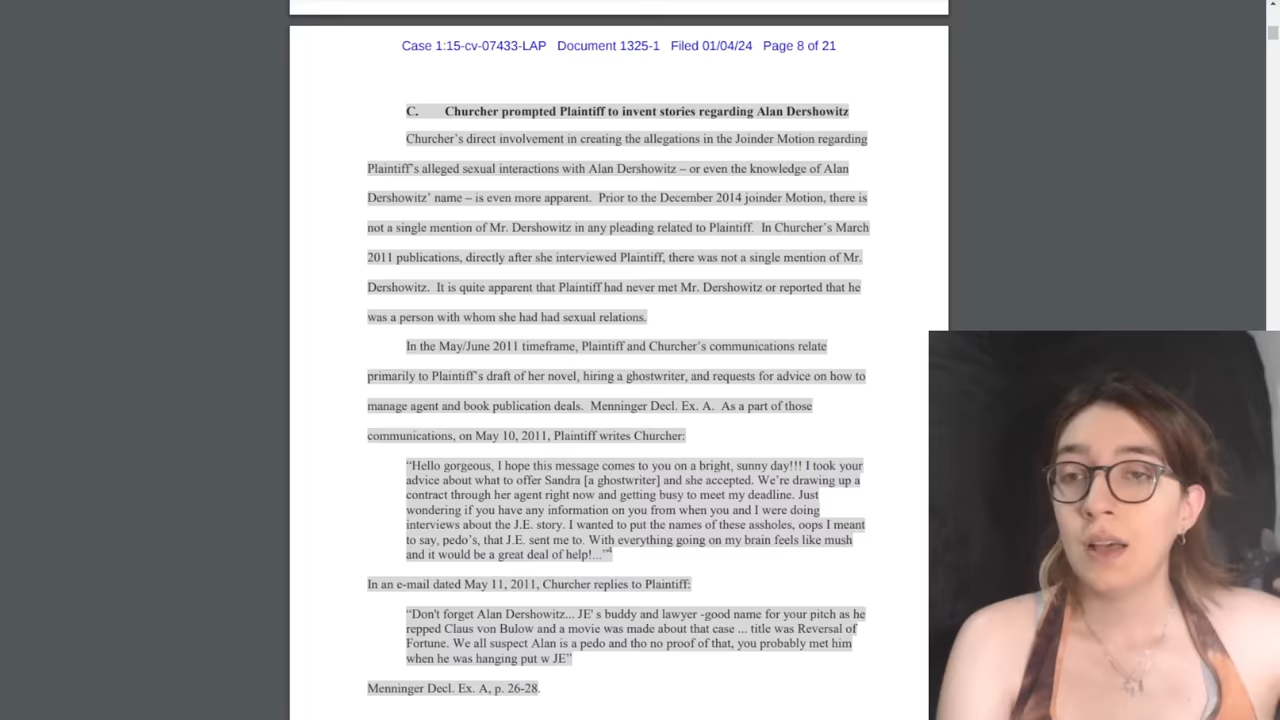 Case 1:15-cv-07433-LAP Document 1325-1 Filed 01/04/24 Page 8 of 21
C. Churcher prompted Plaintiff to invent stories regarding Alan Dershowitz
Churcher's direct involvement in creating the allegations in the Joinder Motion regarding
Plaintiff's alleged sexual interactions with Alan Dershowitz – or even the knowledge of Alan
Dershowitz' name – is even more apparent. Prior to the December 2014 joinder Motion, there is
not a single mention of Mr. Dershowitz in any pleading related to Plaintiff. In Churcher's March
2011 publications, directly after she interviewed Plaintiff, there was not a single mention of Mr.
Dershowitz. It is quite apparent that Plaintiff had never met Mr. Dershowitz or reported that he
was a person with whom she had had sexual relations.
In the May/June 2011 timeframe, Plaintiff and Churcher's communications relate
primarily to Plaintiff's draft of her novel, hiring a ghostwriter, and requests for advice on how to
manage agent and book publication deals. Menninger Decl. Ex. A. As a part of those
communications, on May 10, 2011, Plaintiff writes Churcher:
“Hello gorgeous, I hope this message comes to you on a bright, sunny day!!! I took your
advice about what to offer Sandra [a ghostwriter] and she accepted. We're drawing up a
contract through her agent right now and getting busy to meet my deadline. Just
wondering if you have any information on you from when you and I were doing
interviews about the J.E. story. I wanted to put the names of these assholes, oops I meant
to say, pedo's, that J.E. sent me to. With everything going on my brain feels like mush
and it would be a great deal of help!...”4
In an e-mail dated May 11, 2011, Churcher replies to Plaintiff:
“Don't forget Alan Dershowitz... JE' s buddy and lawyer -good name for your pitch as he
repped Claus von Bulow and a movie was made about that case ... title was Reversal of
Fortune. We all suspect Alan is a pedo and tho no proof of that, you probably met him
when he was hanging put w JE”
Menninger Decl. Ex. A, p. 26-28.